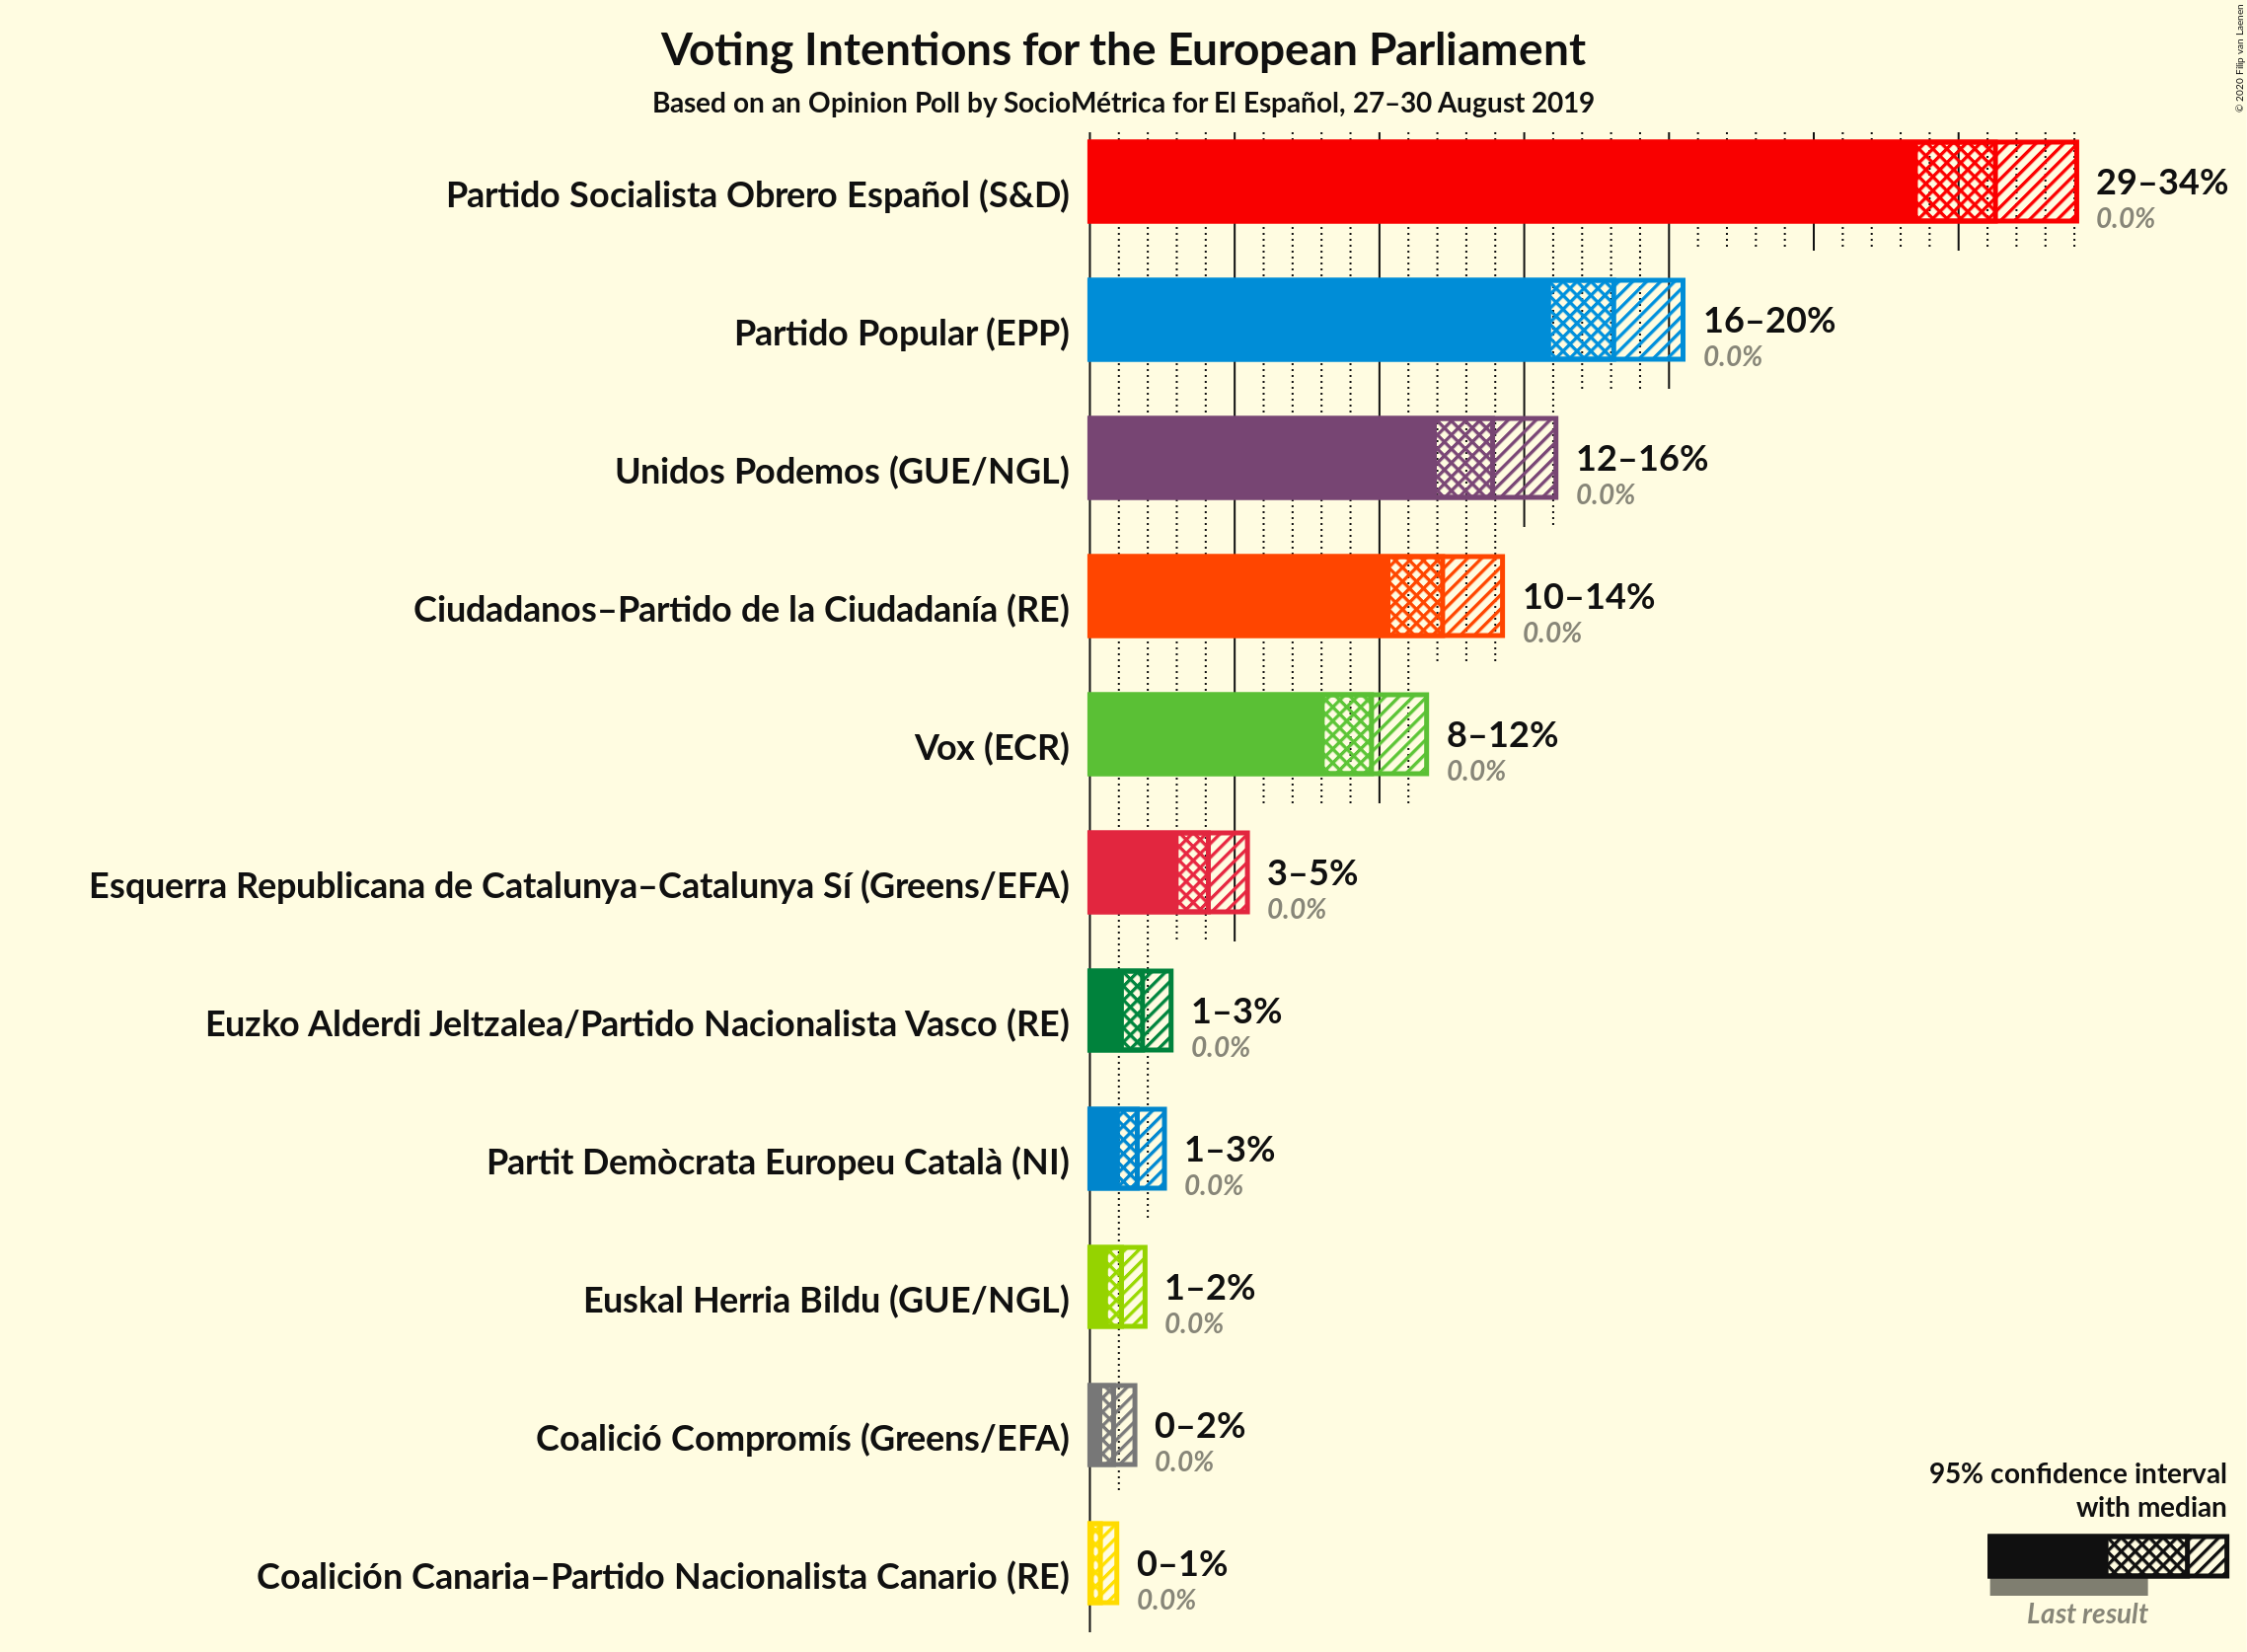 Voting Intentions for the European Parliament
Based on an Opinion Poll by SocioMétrica for El Español, 27–30 August 2019
© 2020 Filip van Laenen
Partido Socialista Obrero Español (S&D)
29–34%
0.0%
Partido Popular (EPP)
16–20%
0.0%
Unidos Podemos (GUE/NGL)
12–16%
0.0%
Ciudadanos–Partido de la Ciudadanía (RE)
10–14%
0.0%
Vox (ECR)
8–12%
0.0%
Esquerra Republicana de Catalunya–Catalunya Sí (Greens/EFA)
3–5%
0.0%
Euzko Alderdi Jeltzalea/Partido Nacionalista Vasco (RE)
1–3%
0.0%
Partit Demòcrata Europeu Català (NI)
1–3%
0.0%
Euskal Herria Bildu (GUE/NGL)
1–2%
0.0%
Coalició Compromís (Greens/EFA)
0–2%
0.0%
Coalición Canaria–Partido Nacionalista Canario (RE)
0–1%
0.0%
95% confidence interval
with median
Last result